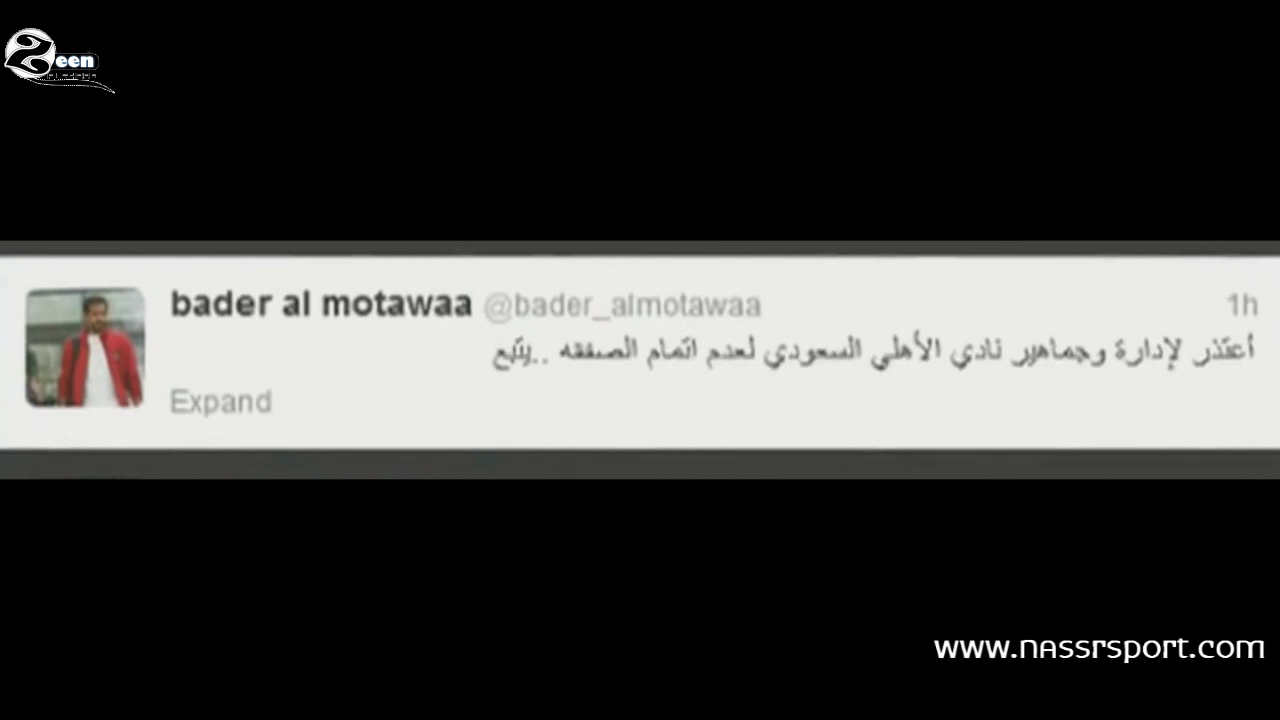 2een
bader al motawaa @bader_almotawaa 1h
أعتذر لإدارة وجماهير نادي الأهلي السعودي لعدم اتمام الصفقه ..يتبع
Expand
www.nassrsport.com